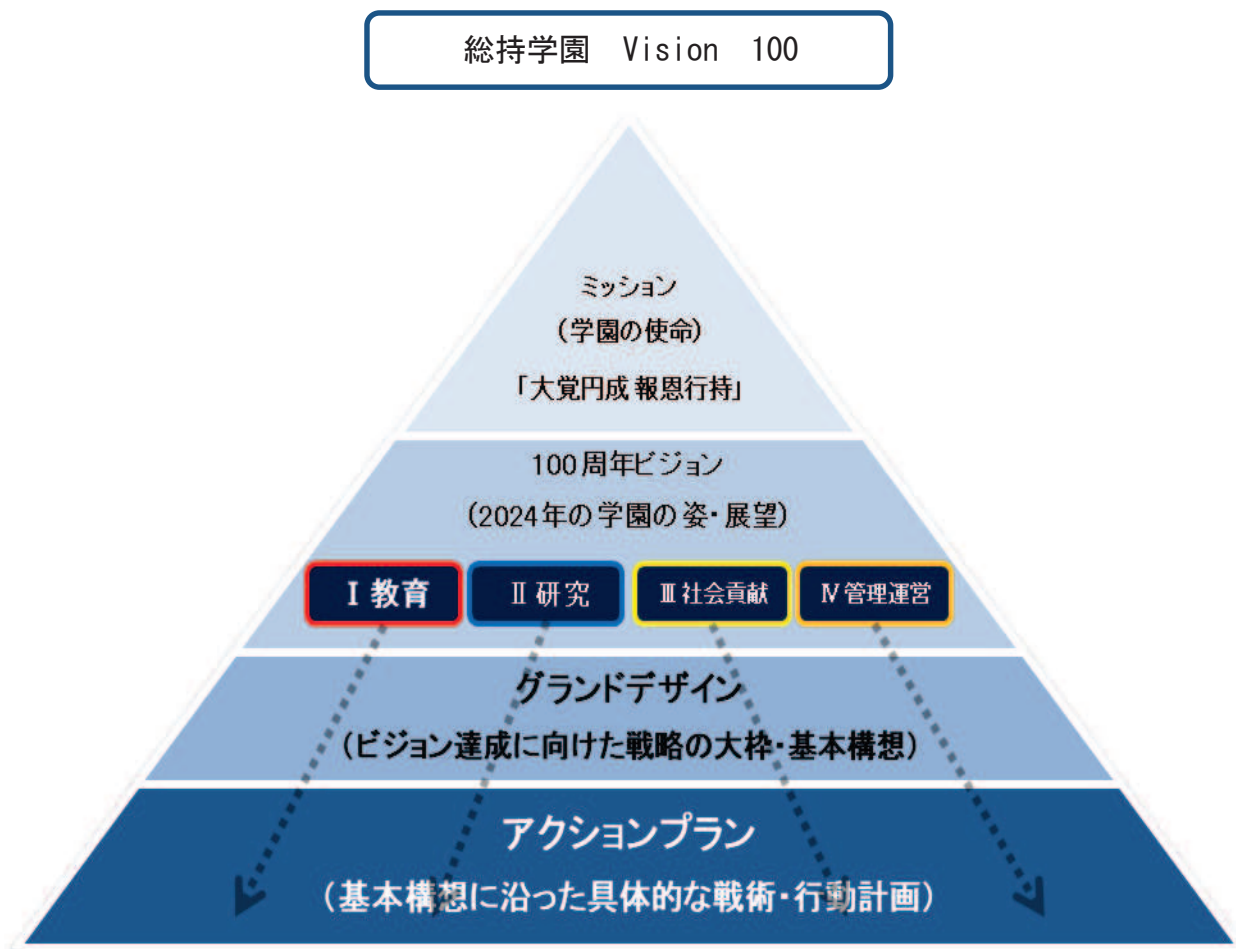 総持学園　Vision　100
ミッション
（学園の使命）
「大覚円成 報恩行持」
100周年ビジョン
（2024年の学園の姿・展望）
Ⅰ 教育
Ⅱ 研究
Ⅲ 社会貢献
Ⅳ 管理運営
グランドデザイン
（ビジョン達成に向けた戦略の大枠・基本構想）
アクションプラン
（基本構想に沿った具体的な戦術・行動計画）